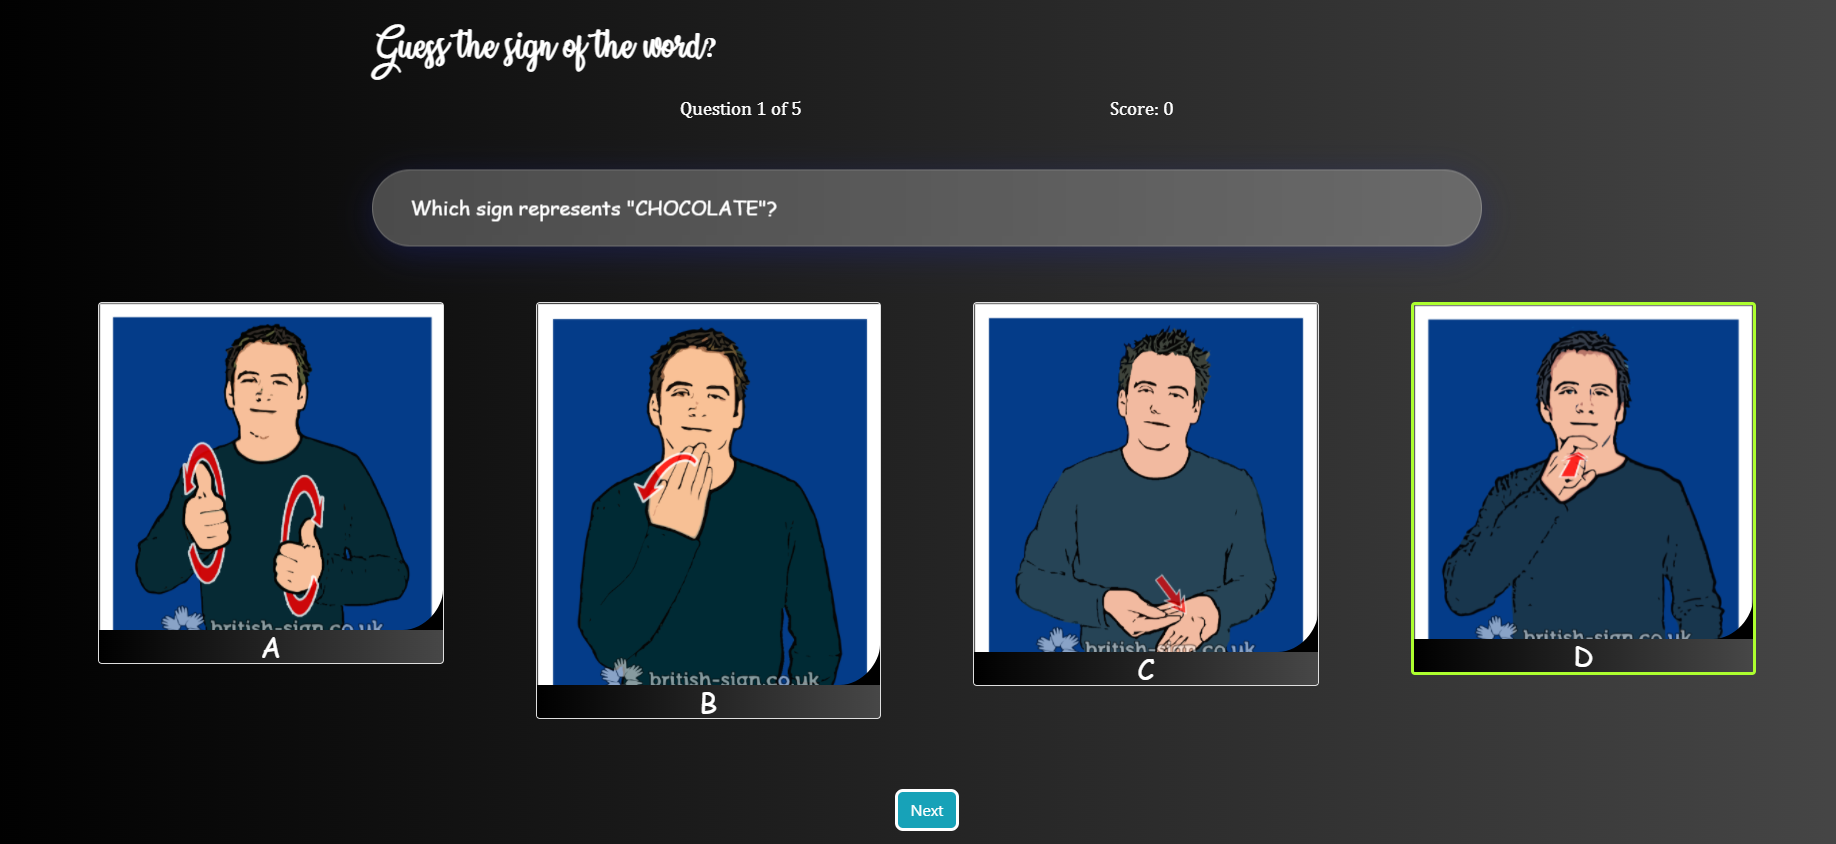 Guess the sign of the word?
Question 1 of 5
Score: 0
Which sign represents "CHOCOLATE"?
british-sign.co.uk
A
british-sign.co.uk
B
british-sign.co.uk
C
british-sign.co.uk
D
Next